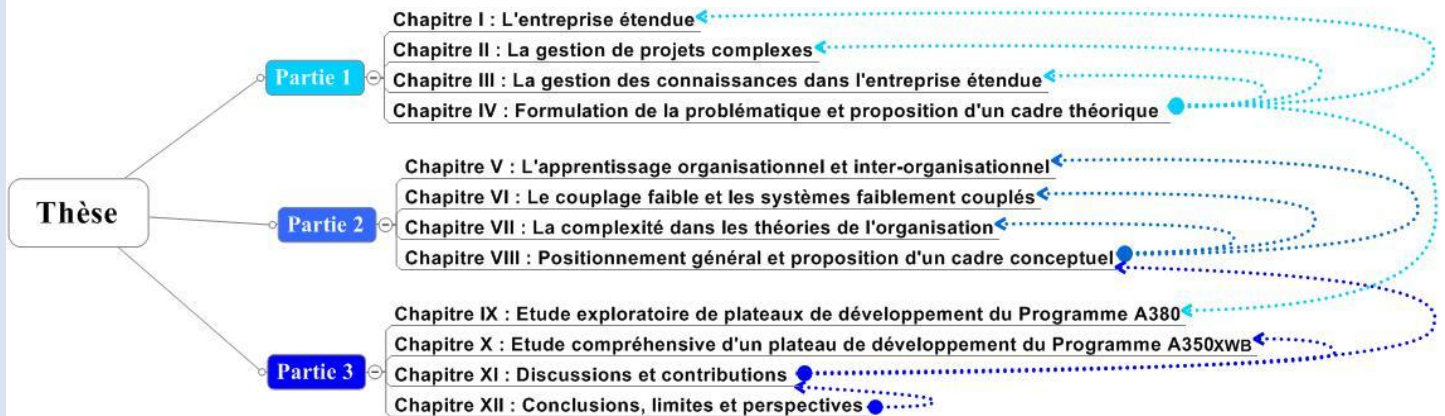 Thèse
Partie 1
Chapitre I : L'entreprise étendue
Chapitre II : La gestion de projets complexes
Chapitre III : La gestion des connaissances dans l'entreprise étendue
Chapitre IV : Formulation de la problématique et proposition d'un cadre théorique
Partie 2
Chapitre V : L'apprentissage organisationnel et inter-organisationnel
Chapitre VI : Le couplage faible et les systèmes faiblement couplés
Chapitre VII : La complexité dans les théories de l'organisation
Chapitre VIII : Positionnement général et proposition d'un cadre conceptuel
Partie 3
Chapitre IX : Etude exploratoire de plateaux de développement du Programme A380
Chapitre X : Etude compréhensive d'un plateau de développement du Programme A350XWB
Chapitre XI : Discussions et contributions
Chapitre XII : Conclusions, limites et perspectives